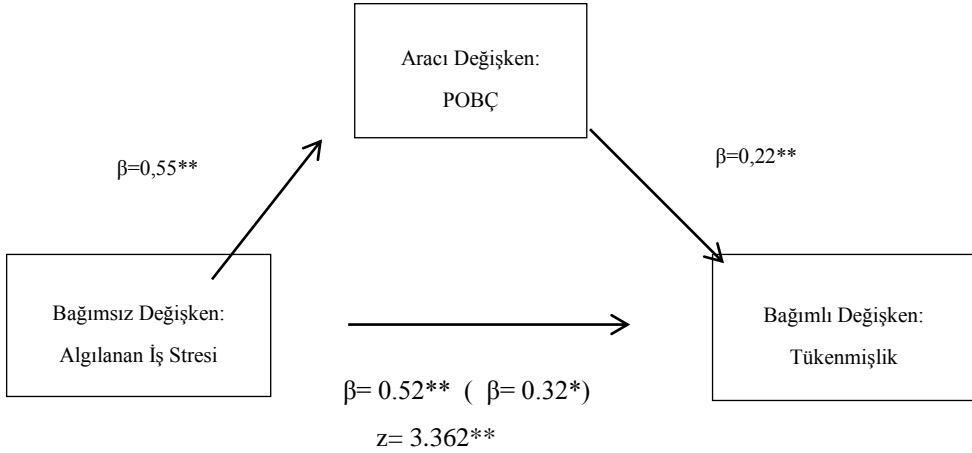 Aracı Değişken:
POBÇ
β=0,55**
β=0,22**
Bağımsız Değişken:
Algılanan İş Stresi
Bağımlı Değişken:
Tükenmişlik
β= 0.52** ( β= 0.32*)
z= 3.362**